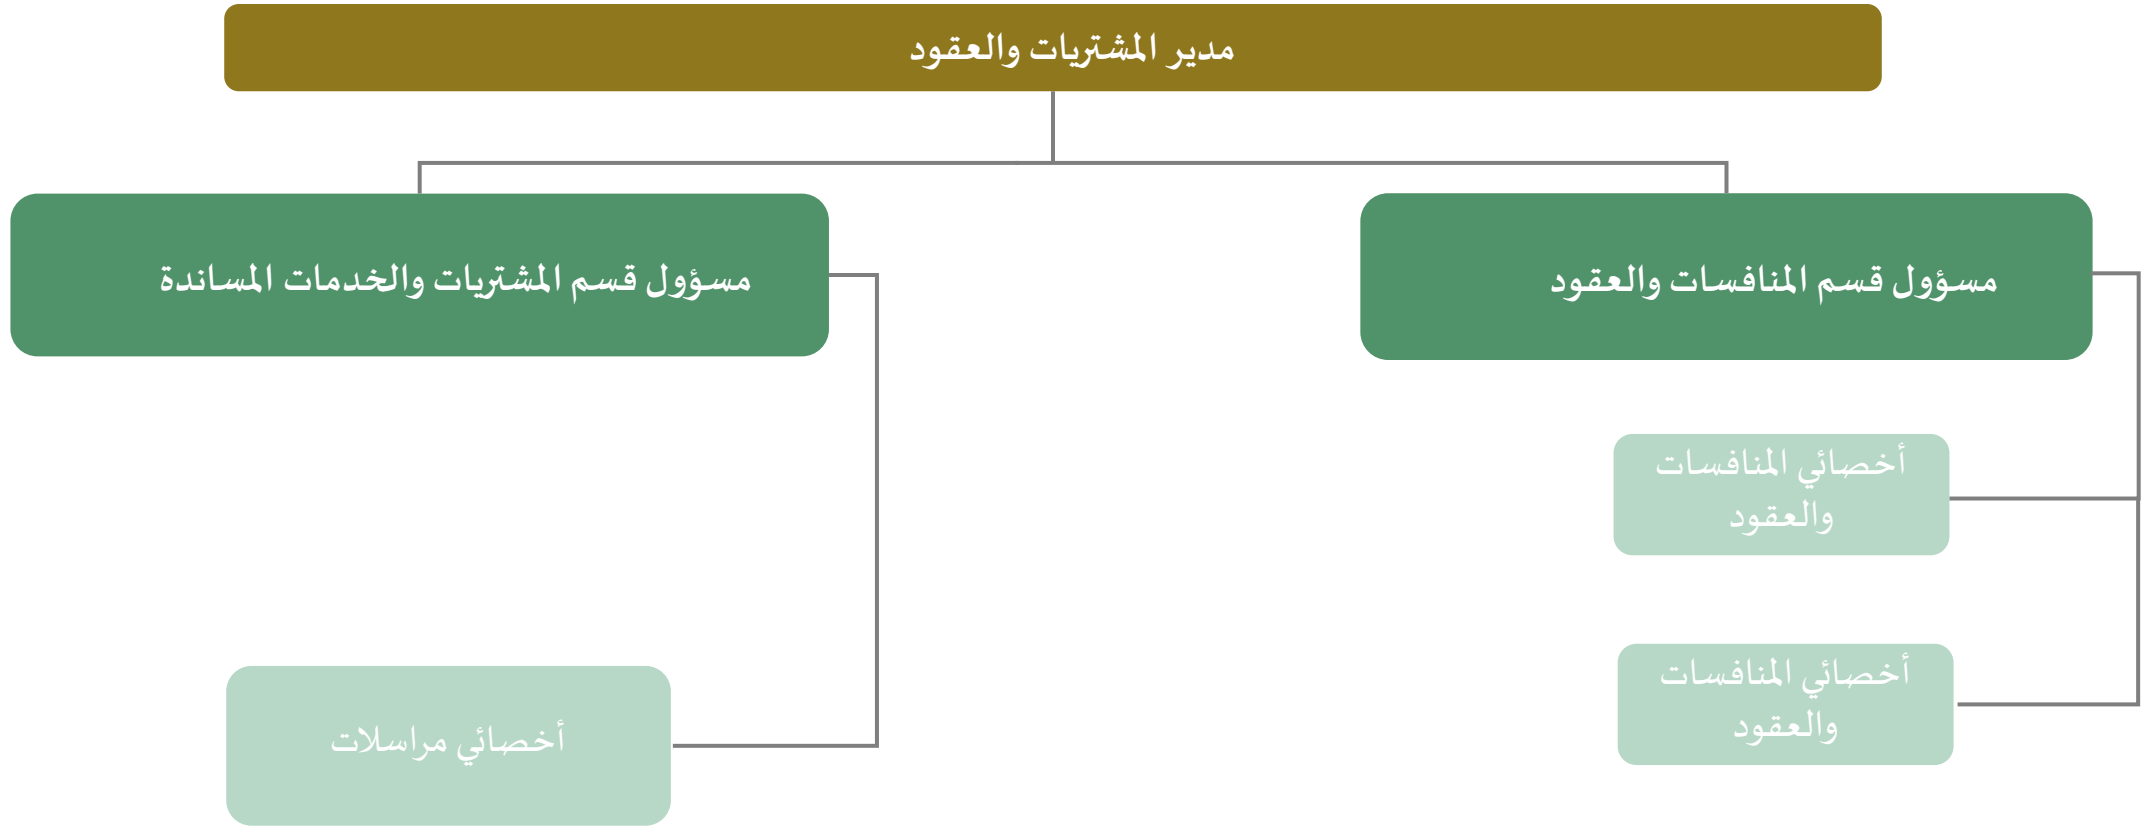 مدير المشتريات والعقود
مسؤول قسم المنافسات والعقود
مسؤول قسم المشتريات والخدمات المساندة
أخصائي المنافسات
والعقود
أخصائي المنافسات
والعقود
أخصائي مراسلات